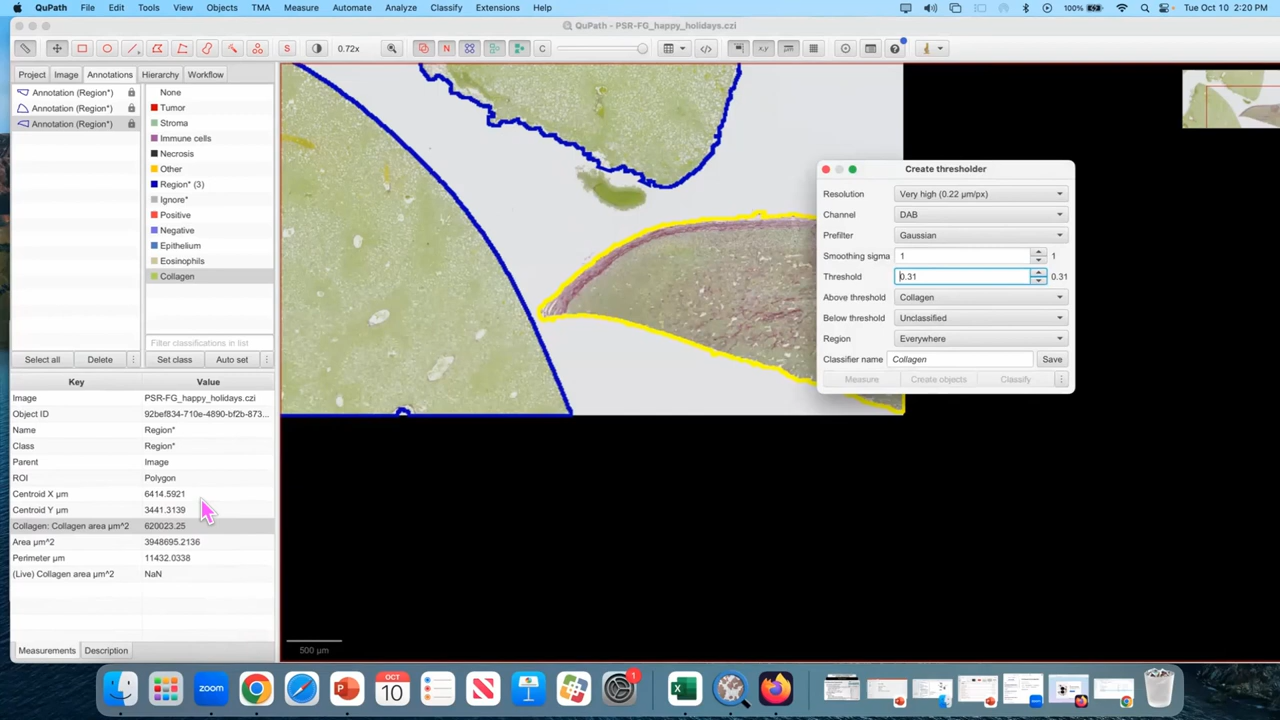 QuPath File Edit Tools View Objects TMA Measure Automate Analyze Classify Extensions Help 100% Tue Oct 10 2:20 PM
QuPath - PSR-FG_happy_holidays.czi
S 0.72x N C x,y
Project Image Annotations Hierarchy Workflow
Annotation (Region*)
Annotation (Region*)
Annotation (Region*)
None
Tumor
Stroma
Immune cells
Necrosis
Other
Region* (3)
Ignore*
Positive
Negative
Epithelium
Eosinophils
Collagen
Filter classifications in list
Select all Delete Set class Auto set
Key Value
Image PSR-FG_happy_holidays.czi
Object ID 92bef834-710e-4890-bf2b-873...
Name Region*
Class Region*
Parent Image
ROI Polygon
Centroid X µm 6414.5921
Centroid Y µm 3441.3139
Collagen: Collagen area µm^2 620023.25
Area µm^2 3948695.2136
Perimeter µm 11432.0338
(Live) Collagen area µm^2 NaN
Measurements Description
Create thresholder
Resolution Very high (0.22 µm/px)
Channel DAB
Prefilter Gaussian
Smoothing sigma 1 1
Threshold 0.31 0.31
Above threshold Collagen
Below threshold Unclassified
Region Everywhere
Classifier name Collagen Save
Measure Create objects Classify
500 µm
zoom
OCT
10
1